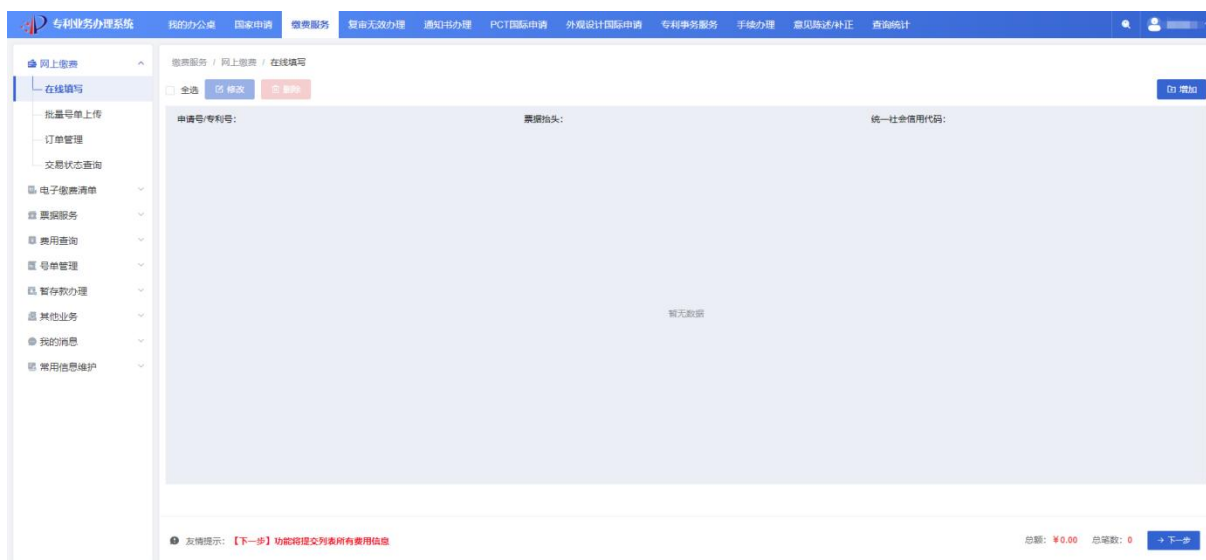 专利业务办理系统 我的办公桌 国家申请 缴费服务 复审无效办理 通知书办理 PCT国际申请 外观设计国际申请 专利事务服务 手续办理 意见陈述/补正 查询统计
网上缴费
在线填写
批量号单上传
订单管理
交易状态查询
电子缴费清单
票据服务
费用查询
号单管理
暂存款办理
其他业务
我的消息
常用信息维护
缴费服务 / 网上缴费 / 在线填写
全选 修改 删除 增加
申请号/专利号: 票据抬头: 统一社会信用代码:
暂无数据
友情提示: 【下一步】功能将提交列表所有费用信息 总额: ¥0.00 总笔数: 0 → 下一步